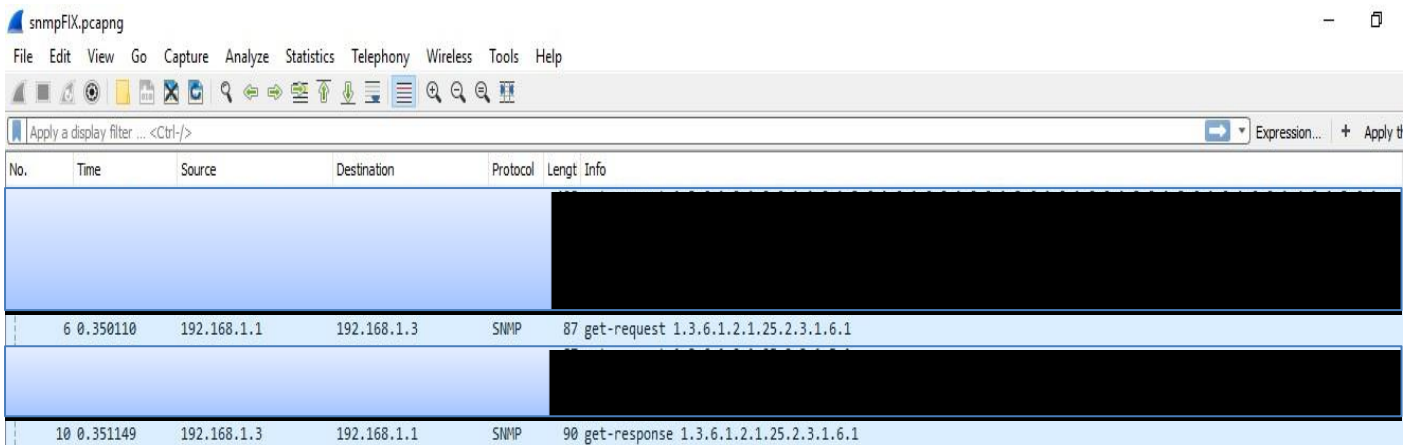 snmpFIX.pcapng
File Edit View Go Capture Analyze Statistics Telephony Wireless Tools Help
Apply a display filter ... <Ctrl-/> Expression... + Apply th
No. Time Source Destination Protocol Lengt Info
6 0.350110 192.168.1.1 192.168.1.3 SNMP 87 get-request 1.3.6.1.2.1.25.2.3.1.6.1
10 0.351149 192.168.1.3 192.168.1.1 SNMP 90 get-response 1.3.6.1.2.1.25.2.3.1.6.1